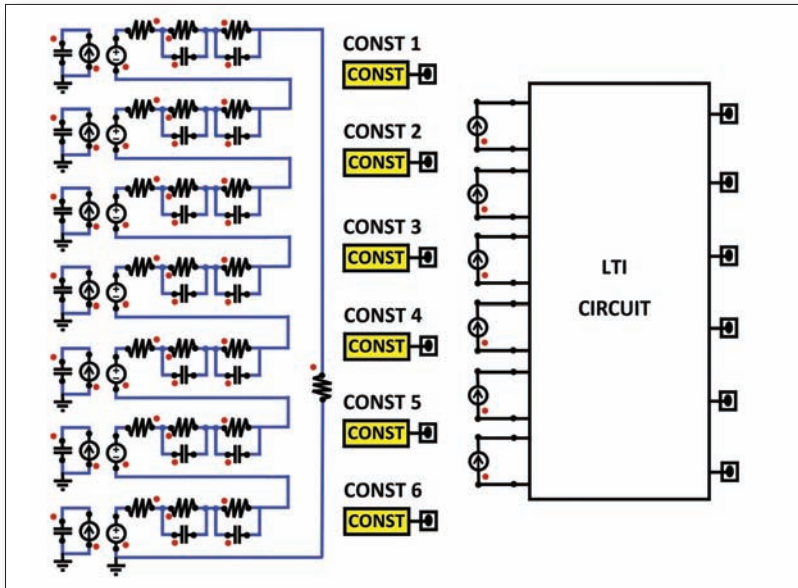 CONST 1
CONST
CONST 2
CONST
CONST 3
CONST
CONST 4
CONST
CONST 5
CONST
CONST 6
CONST
LTI
CIRCUIT